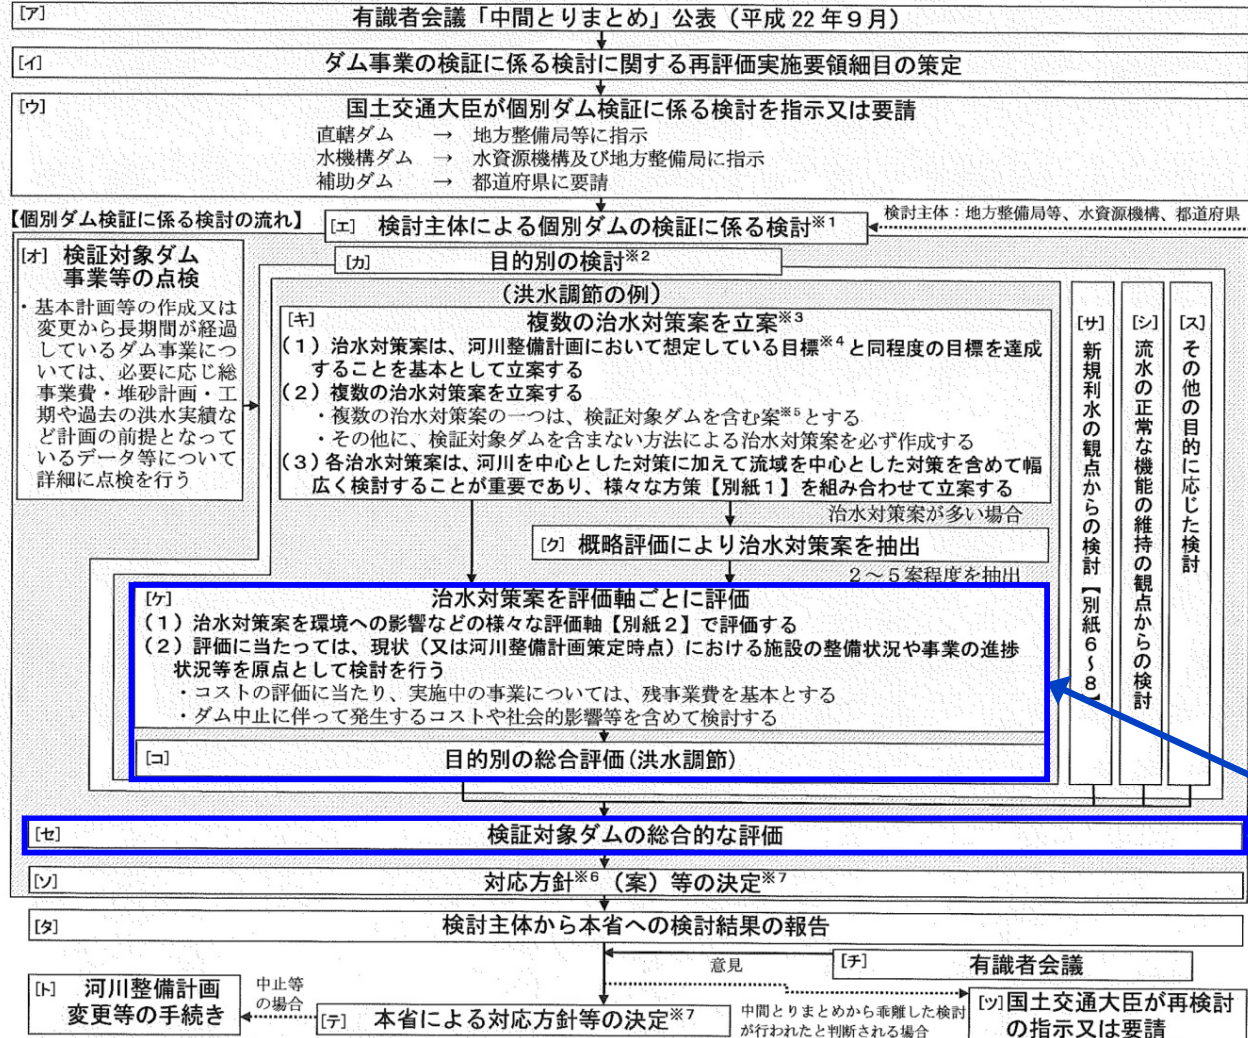 [ア] 有識者会議「中間とりまとめ」公表（平成22年９月）
[イ] ダム事業の検証に係る検討に関する再評価実施要領細目の策定
[ウ] 国土交通大臣が個別ダム検証に係る検討を指示又は要請
直轄ダム → 地方整備局等に指示
水機構ダム → 水資源機構及び地方整備局に指示
補助ダム → 都道府県に要請
【個別ダム検証に係る検討の流れ】
[エ] 検討主体による個別ダムの証に係る検討※1
検討主体：地方整備局等、水資源機構、都道府県
[オ] 検証対象ダム
事業等の点検
・基本計画等の作成又は
変更から長期間が経過
しているダム事業につ
いては、必要に応じ総
事業費・堆砂計画・工
期や過去の洪水実績な
ど計画の前提となって
いるデータ等について
詳細に点検を行う
[カ] 目的別の検討※2
（洪水調節の例）
[キ] 複数の治水対策案を立案※3
（１）治水対策案は、河川整備計画において想定している目標※4と同程度の目標を達成
することを基本として立案する
（２）複数の治水対策案を立案する
・複数の治水対策案の一つは、検証対象ダムを含む案※5とする
・その他に、検証対象ダムを含まない方法による治水対策案を必ず作成する
（３）各治水対策案は、河川を中心とした対策に加えて流域を中心とした対策を含めて幅
広く検討することが重要であり、様々な方策【別紙１】を組み合わせて立案する
治水対策案が多い場合
[ク] 概略評価により治水対策案を抽出
２～５案程度を抽出
[ケ] 治水対策案を評価軸ごとに評価
（１）治水対策案を環境への影響などの様々な評価軸【別紙２】で評価する
（２）評価に当たっては、現状（又は河川整備計画策定時点）における施設の整備状況や事業の進捗
状況等を原点として検討を行う
・コストの評価に当たり、実施中の事業については、残事業費を基本とする
・ダム中止に伴って発生するコストや社会的影響等を含めて検討する
[コ] 目的別の総合評価（洪水調節）
[サ] 新規利水の観点からの検討【別紙６～８】
[シ] 流水の正常な機能の維持の観点からの検討
[ス] その他の目的に応じた検討
[セ] 検証対象ダムの総合的な評価
[ソ] 対応方針※6（案）等の決定※7
[タ] 検討主体から本省への検討結果の報告
意見
[チ] 有識者会議
[ト] 河川整備計画
変更等の手続き
中止等
の場合
[テ] 本省による対応方針等の決定※7
中間とりまとめから乖離した検討
が行われたと判断される場合
[ツ] 国土交通大臣が再検討
の指示又は要請